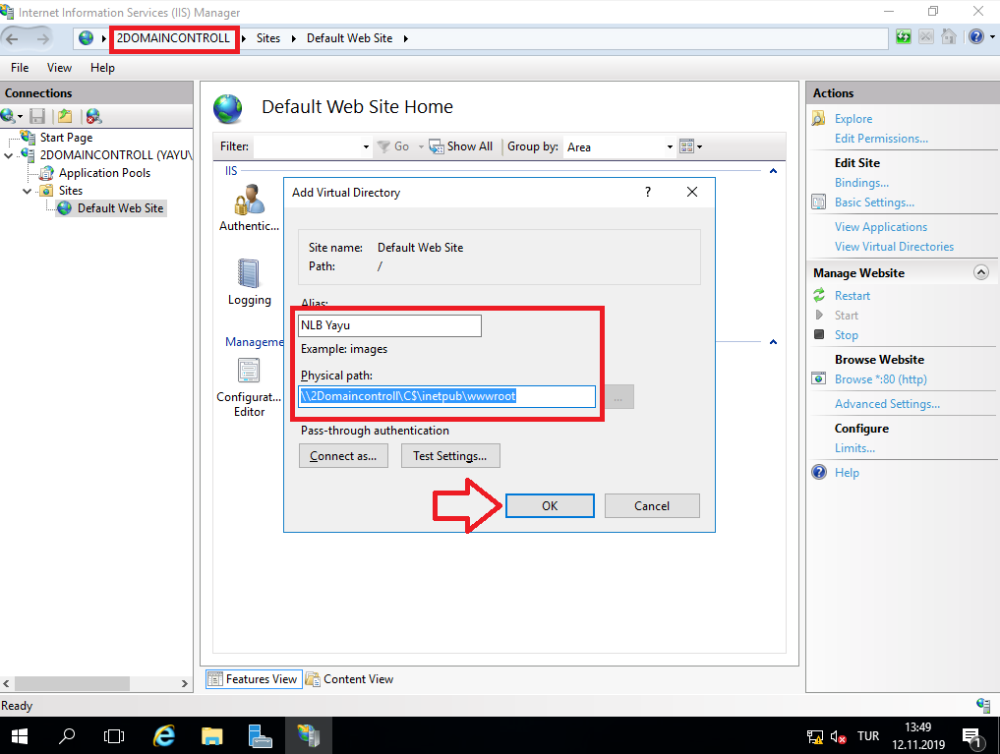 Internet Information Services (IIS) Manager
2DOMAINCONTROLL
Sites
Default Web Site
File View Help
Connections
Start Page
2DOMAINCONTROLL (YAYU\
Application Pools
Sites
Default Web Site
Default Web Site Home
Filter: Go Show All Group by: Area
IIS
Authentic...
Logging
Manageme
Configurat...
Editor
Add Virtual Directory
?
Site name: Default Web Site
Path: /
Alias:
NLB Yayu
Example: images
Physical path:
\\2Domaincontroll\C$\inetpub\wwwroot
...
Pass-through authentication
Connect as... Test Settings...
OK Cancel
Features View Content View
Actions
Explore
Edit Permissions...
Edit Site
Bindings...
Basic Settings...
View Applications
View Virtual Directories
Manage Website
Restart
Start
Stop
Browse Website
Browse *:80 (http)
Advanced Settings...
Configure
Limits...
Help
Ready
TUR
13:49
12.11.2019
1